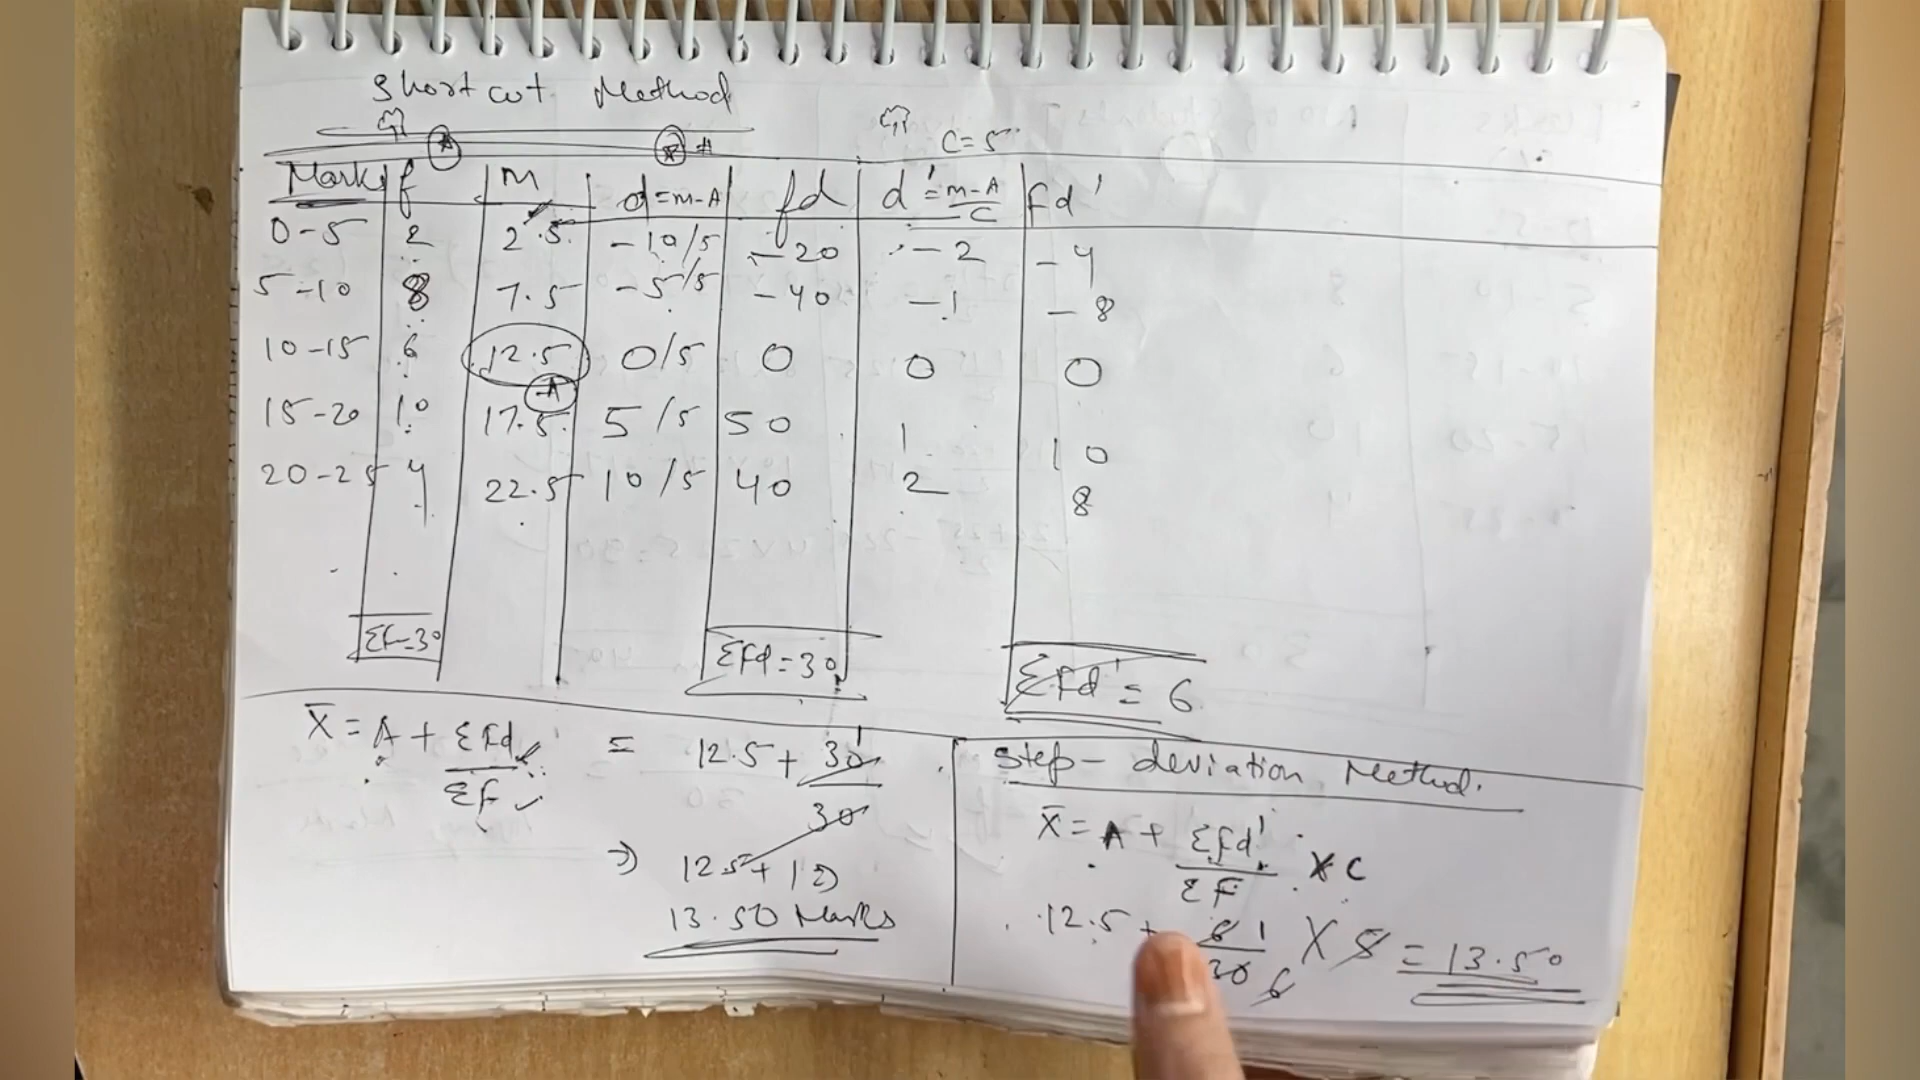 Shortcut Method
C = 5
Marks f m d = m-A fd d' = m-A/C Fd'
0-5 2 2.5 -10/5 -20 -2 -4
5-10 8 7.5 -5/5 -40 -1 -8
10-15 6 12.5 0/5 0 0 0
A
15-20 10 17.5 5/5 50 1 10
20-25 4 22.5 10/5 40 2 8
Σf=30 Σfd=30 Σfd' = 6
X̄ = A + Σfd/Σf = 12.5 + 30/30 1
⇒ 12.5 + 1 ⇒
13.50 Marks
Step-deviation Method.
X̄ = A + Σfd'/Σf × C
12.5 + 6/30 1 6 × 5 = 13.50